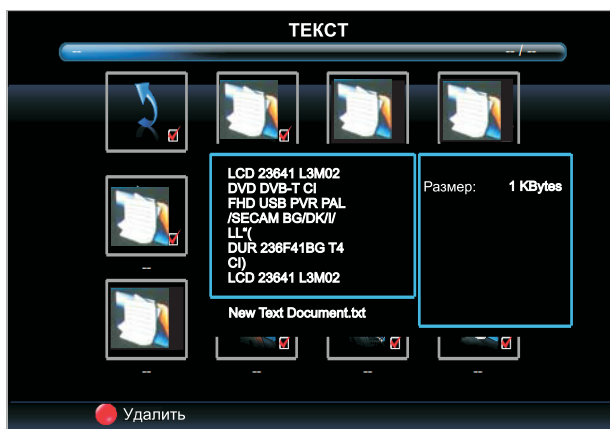 ТЕКСТ
-- -- / --
LCD 23641 L3M02
DVD DVB-T CI
FHD USB PVR PAL
/SECAM BG/DK/I/
LL"(
DUR 236F41BG T4
CI)
LCD 23641 L3M02
Размер: 1 KBytes
--
New Text Document.txt
-- -- -- --
Удалить